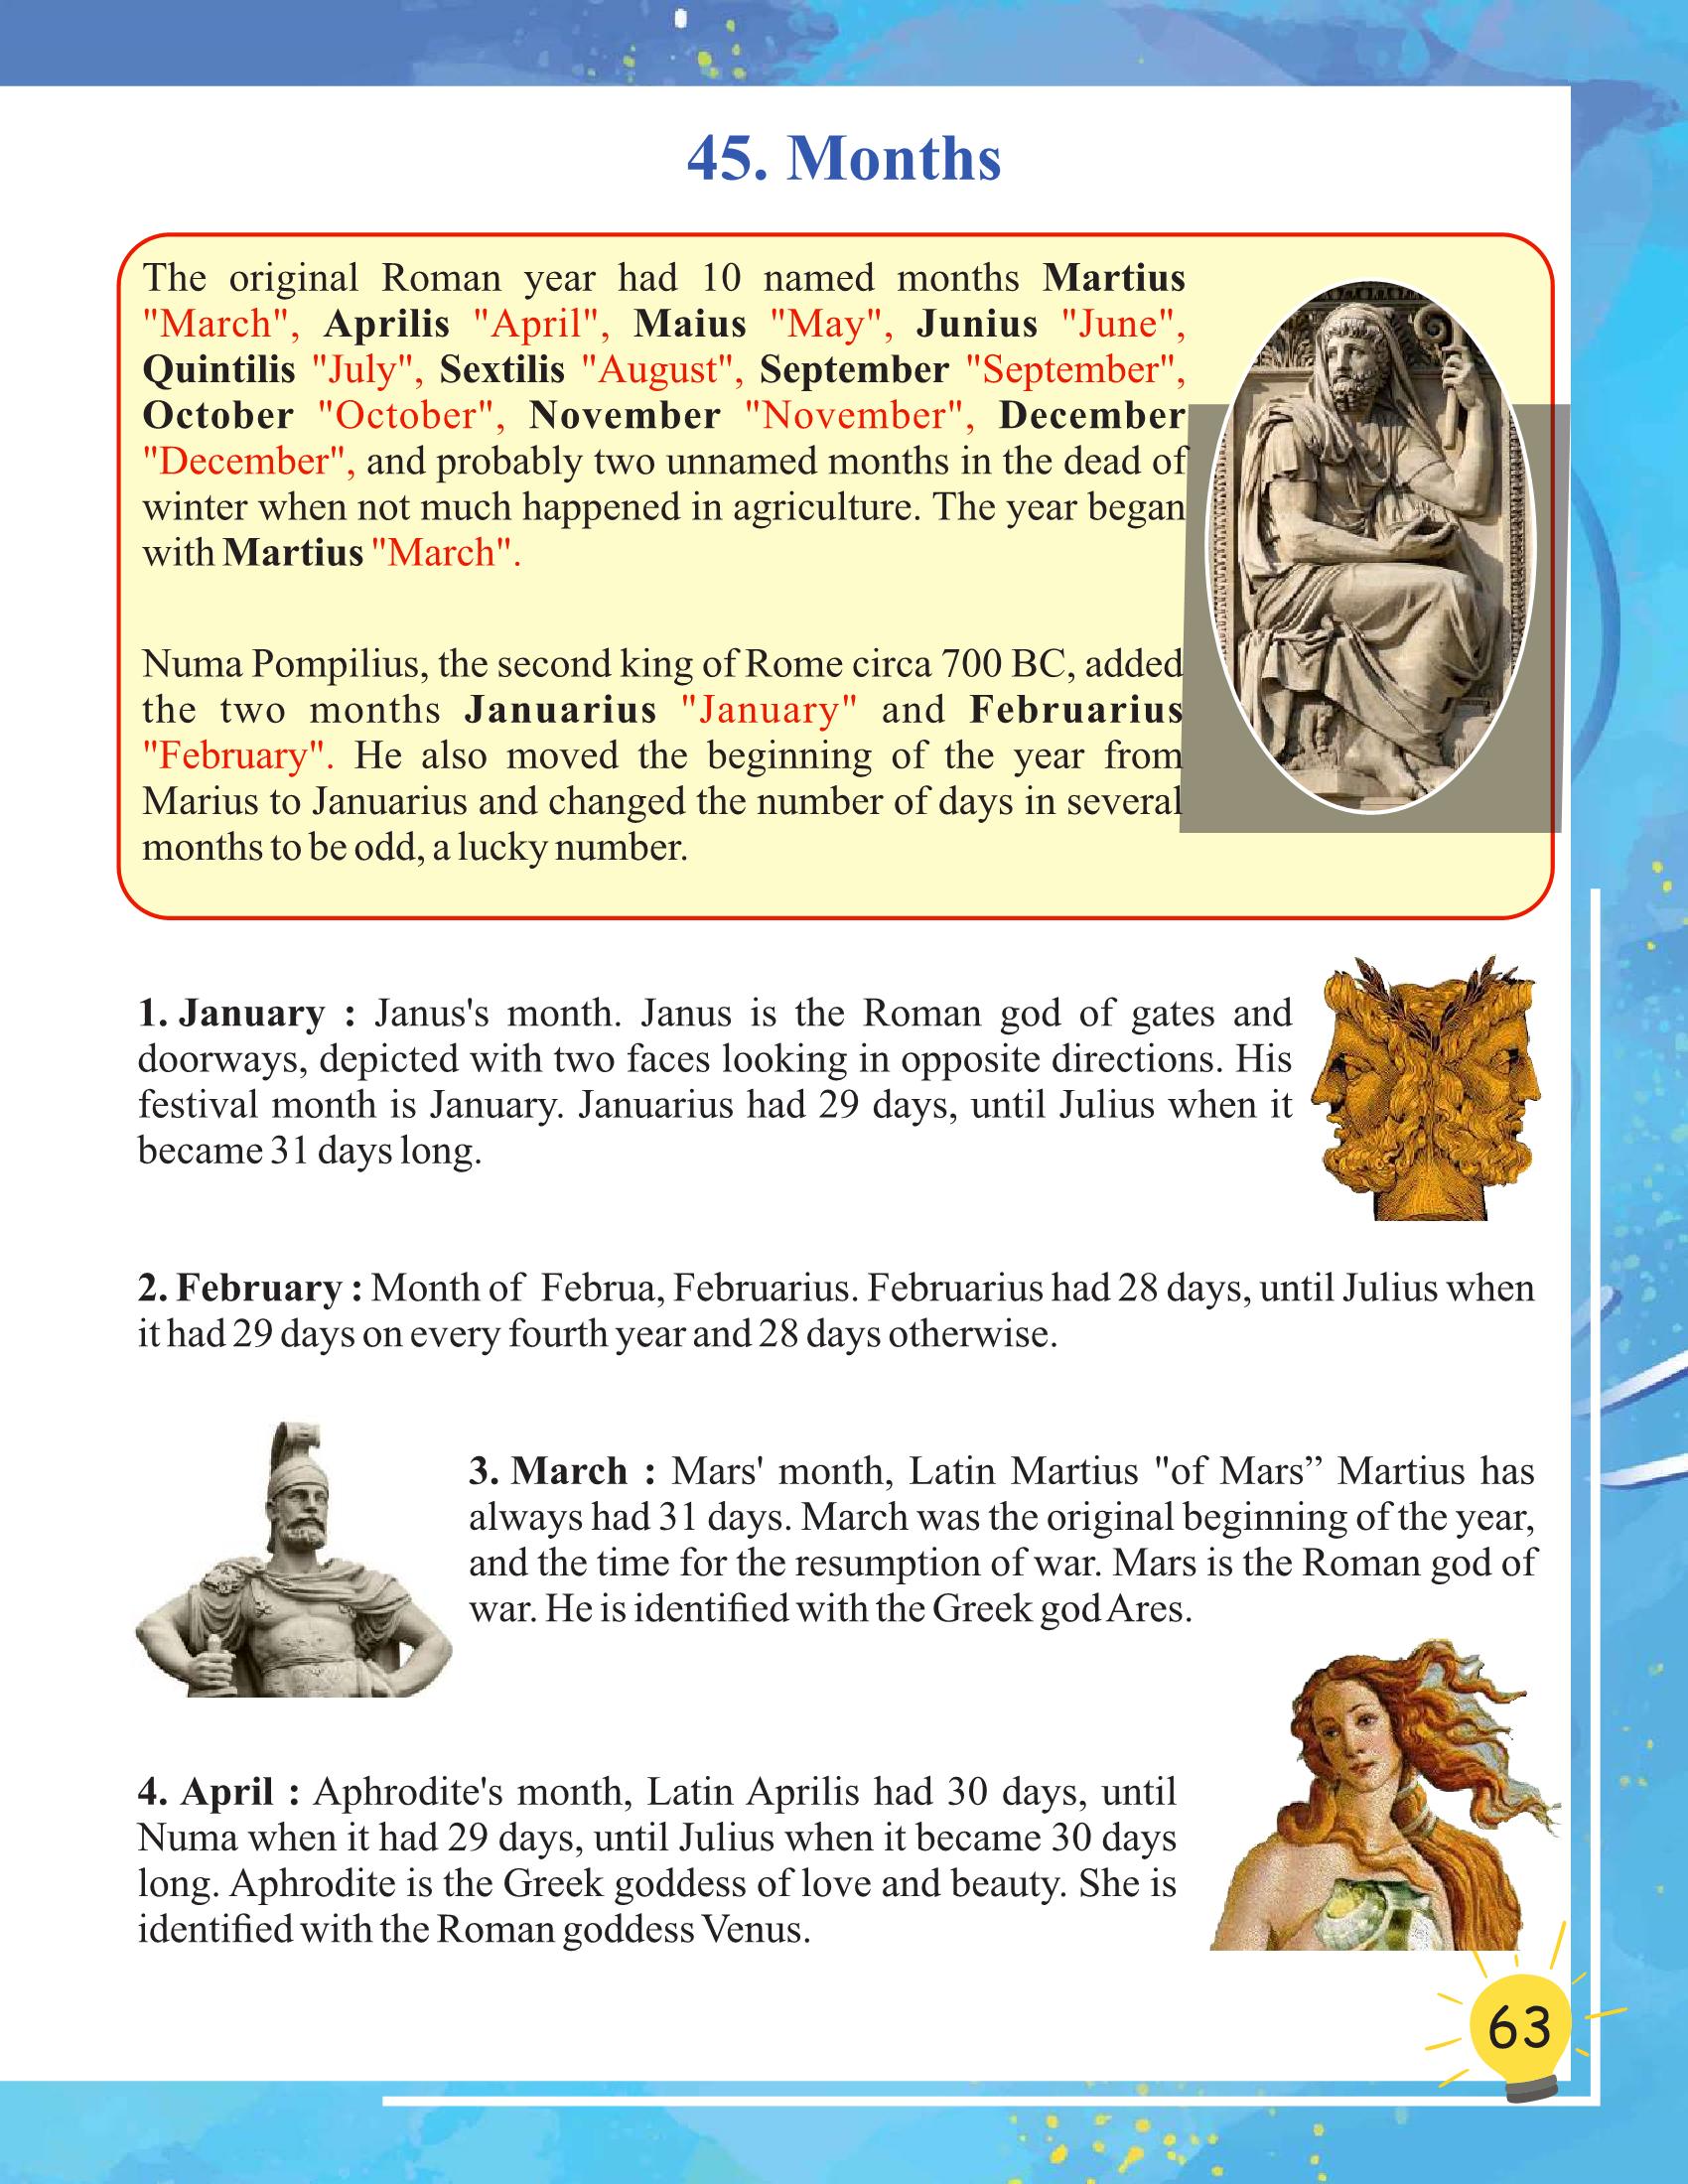 45. Months
The original Roman year had 10 named months Martius
"March", Aprilis "April", Maius "May", Junius "June",
Quintilis "July", Sextilis "August", September "September",
October "October", November "November", December
"December", and probably two unnamed months in the dead of
winter when not much happened in agriculture. The year began
with Martius "March".
Numa Pompilius, the second king of Rome circa 700 BC, added
the two months Januarius "January" and Februarius
"February". He also moved the beginning of the year from
Marius to Januarius and changed the number of days in several
months to be odd, a lucky number.
1. January : Janus's month. Janus is the Roman god of gates and
doorways, depicted with two faces looking in opposite directions. His
festival month is January. Januarius had 29 days, until Julius when it
became 31 days long.
2. February : Month of Februa, Februarius. Februarius had 28 days, until Julius when
it had 29 days on every fourth year and 28 days otherwise.
3. March : Mars' month, Latin Martius "of Mars” Martius has
always had 31 days. March was the original beginning of the year,
and the time for the resumption of war. Mars is the Roman god of
war. He is identified with the Greek god Ares.
4. April : Aphrodite's month, Latin Aprilis had 30 days, until
Numa when it had 29 days, until Julius when it became 30 days
long. Aphrodite is the Greek goddess of love and beauty. She is
identified with the Roman goddess Venus.
63